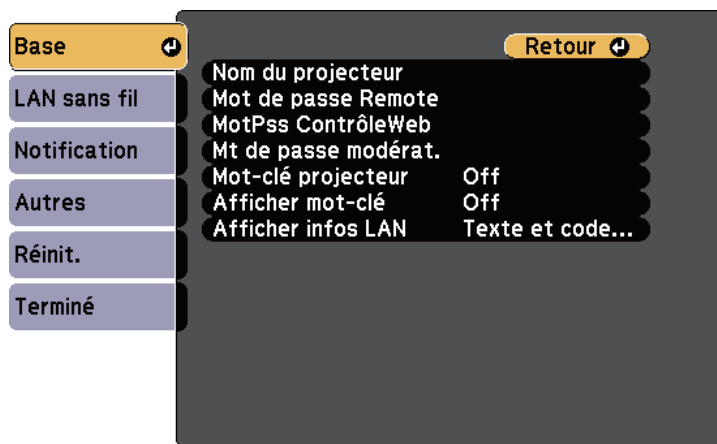 Base
LAN sans fil
Notification
Autres
Réinit.
Terminé
Retour
Nom du projecteur
Mot de passe Remote
MotPss ContrôleWeb
Mt de passe modérat.
Mot-clé projecteur Off
Afficher mot-clé Off
Afficher infos LAN Texte et code...